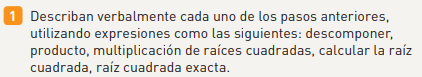 1 Describan verbalmente cada uno de los pasos anteriores,
utilizando expresiones como las siguientes: descomponer,
producto, multiplicación de raíces cuadradas, calcular la raíz
cuadrada, raíz cuadrada exacta.